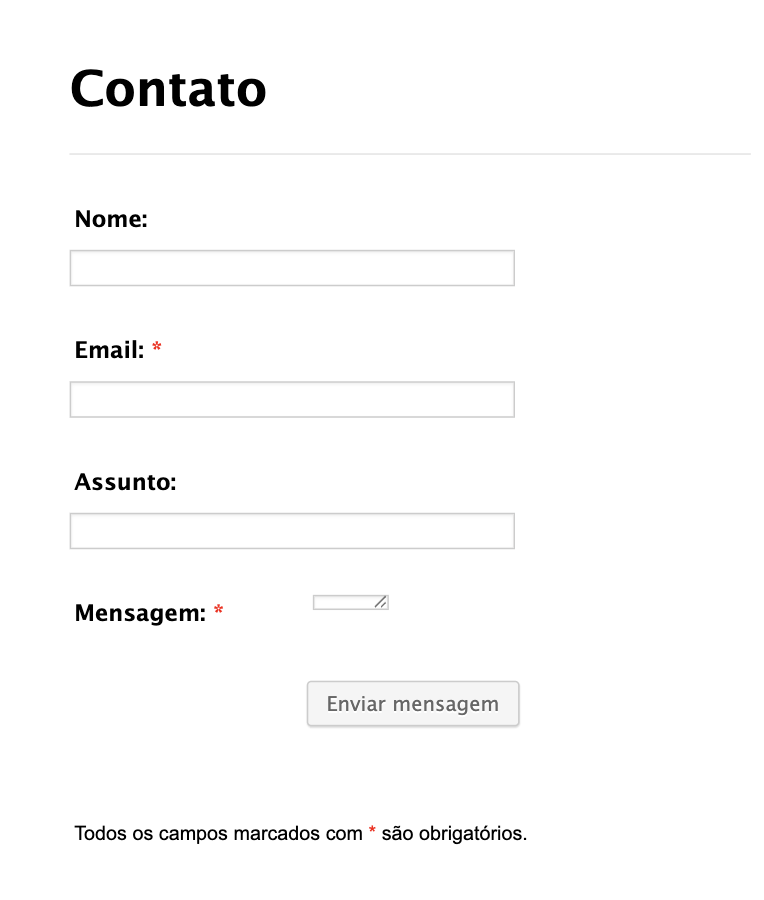 Contato
Nome:
Email: *
Assunto:
Mensagem: *
Enviar mensagem
Todos os campos marcados com * são obrigatórios.